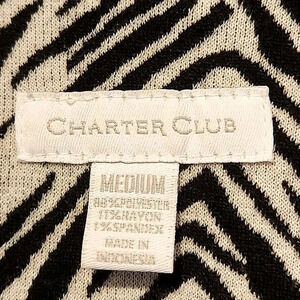 CHARTER CLUB
MEDIUM
88%POLYESTER
11%RAYON
1%SPANDEX
MADE IN
INDONESIA